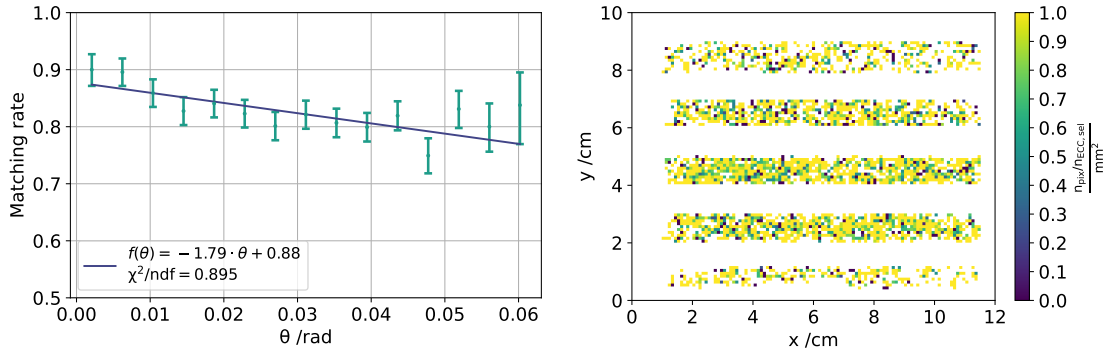 1.0
0.9
0.8
0.7
0.6
0.5
Matching rate
f(θ) = − 1.79 · θ + 0.88
χ²/ndf = 0.895
0.00 0.01 0.02 0.03 0.04 0.05 0.06
θ /rad
10
8
6
4
2
0
y /cm
0 2 4 6 8 10 12
x /cm
1.0
0.9
0.8
0.7
0.6
0.5
0.4
0.3
0.2
0.1
0.0
n_pix/n_ECC, sel
mm²